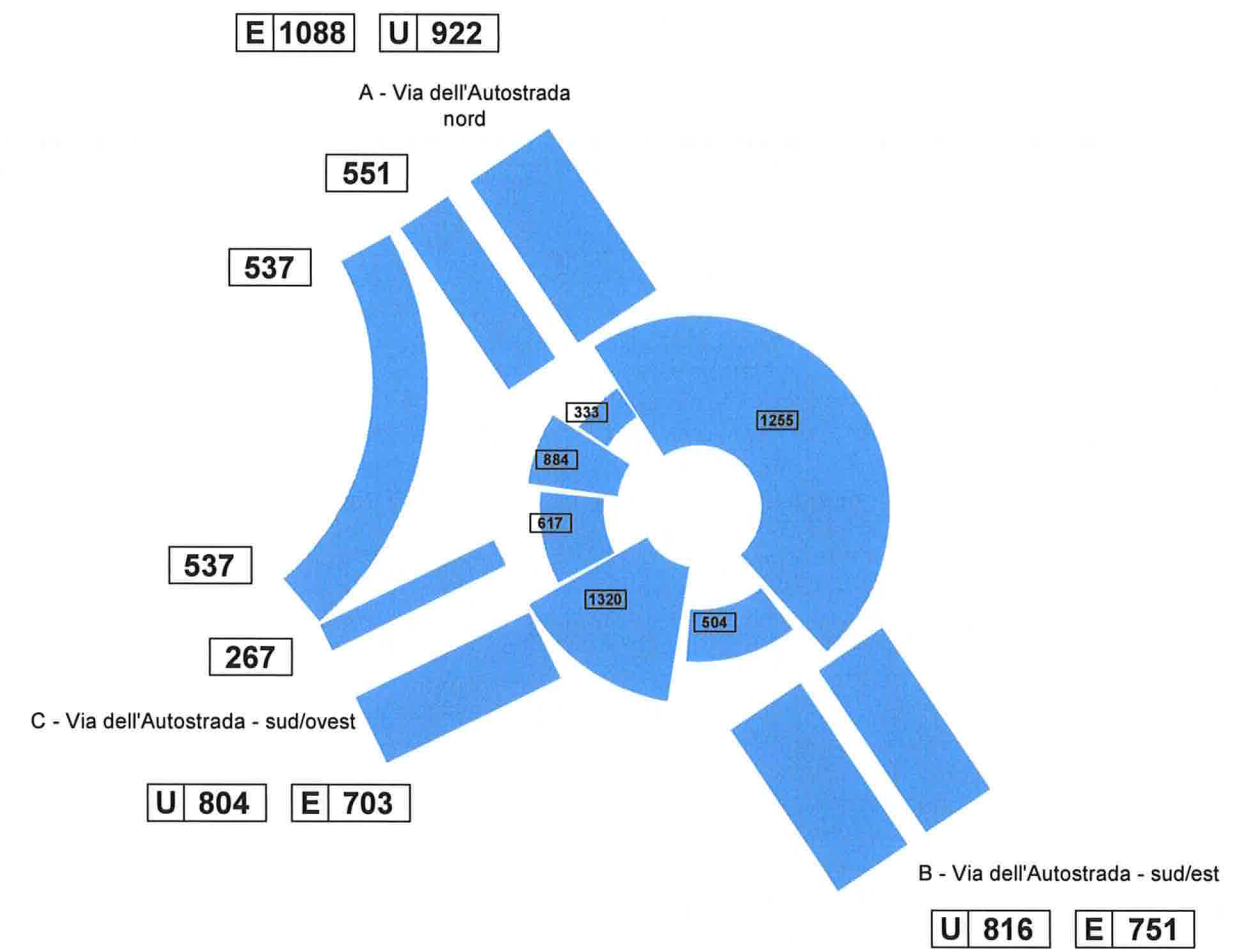 E 1088 U 922
A - Via dell'Autostrada
nord
551
537
333
1255
884
617
537
1320
504
267
C - Via dell'Autostrada - sud/ovest
U 804 E 703
B - Via dell'Autostrada - sud/est
U 816 E 751